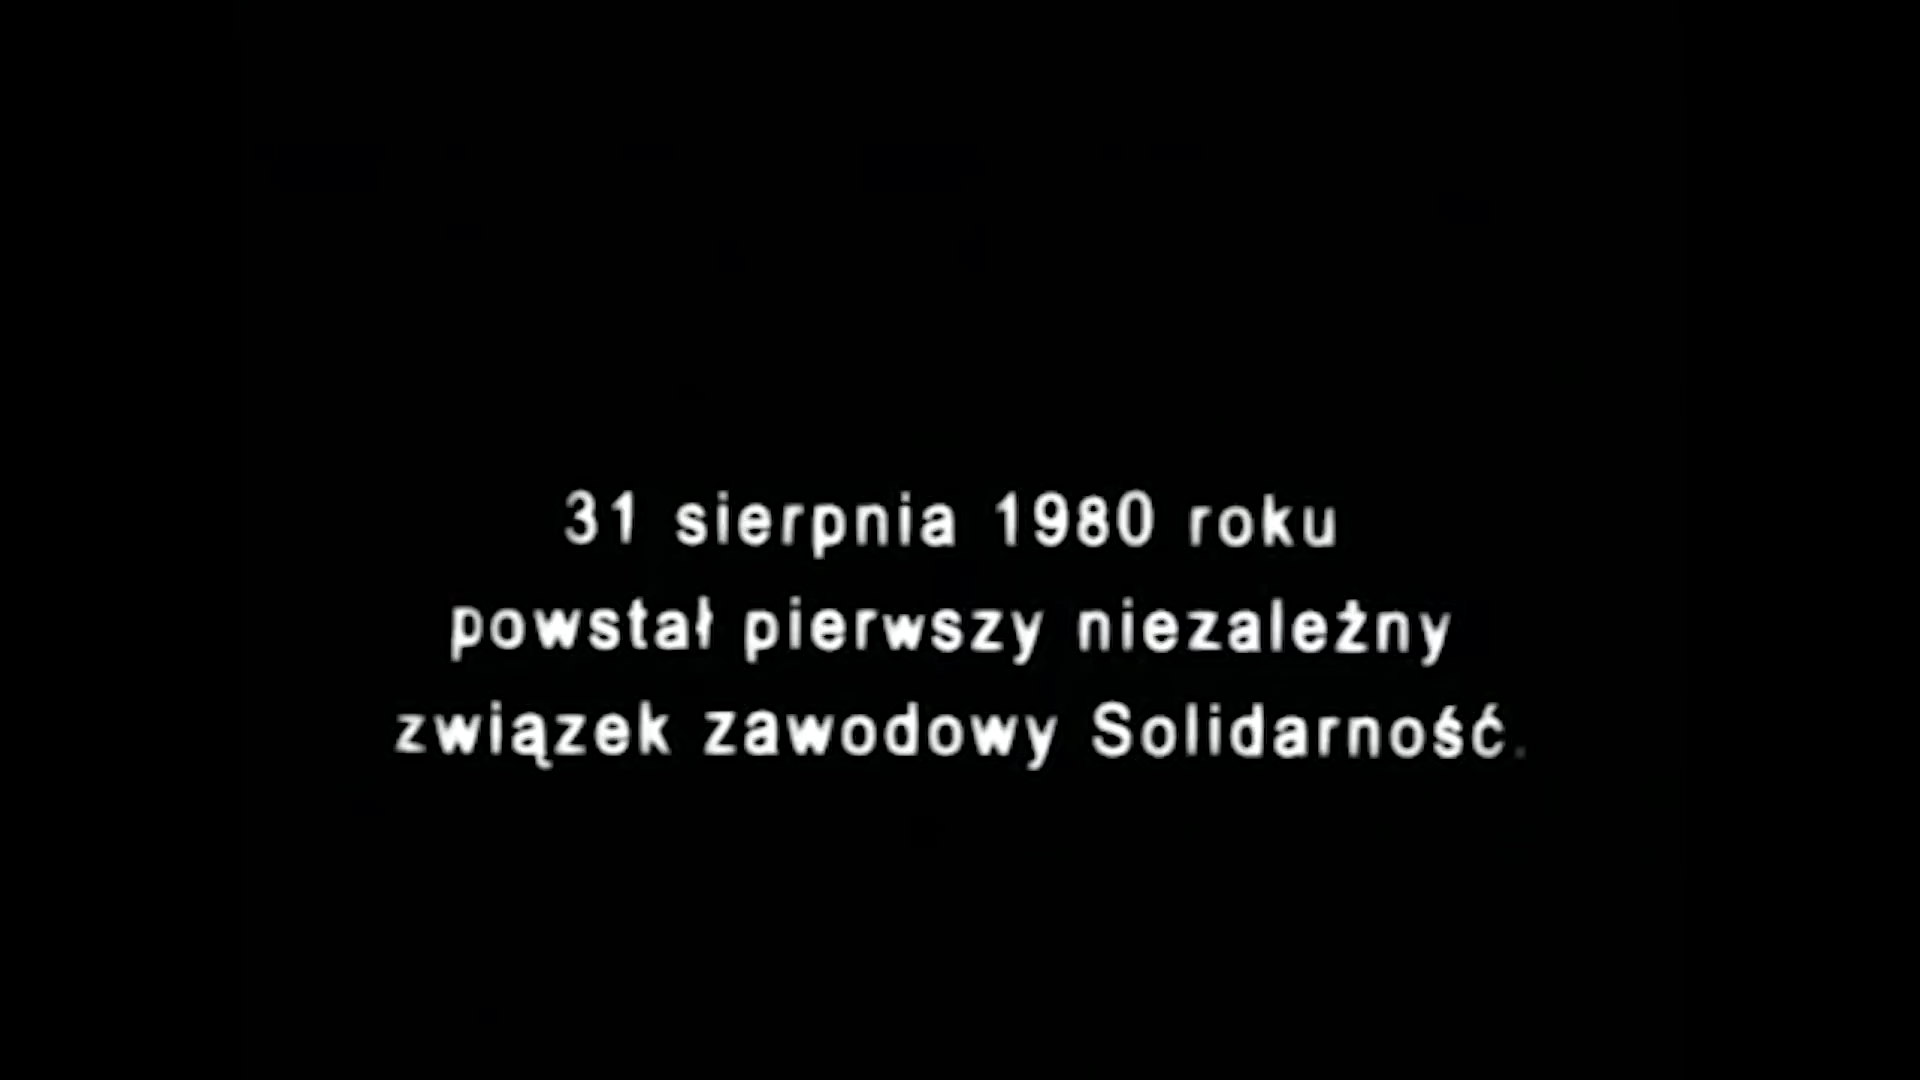 31 sierpnia 1980 roku
powstał pierwszy niezależny
związek zawodowy Solidarność.